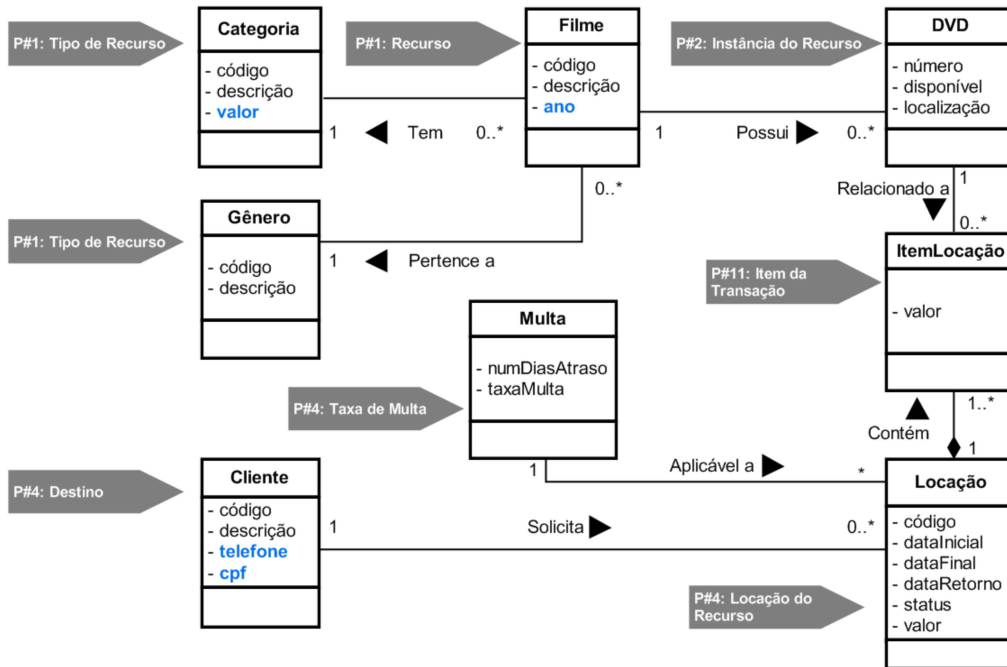 P#1: Tipo de Recurso
Categoria
- código
- descrição
- valor
P#1: Recurso
Filme
- código
- descrição
- ano
P#2: Instância do Recurso
DVD
- número
- disponível
- localização
1
Tem
0..*
1
Possui
0..*
0..*
1
Relacionado a
0..*
P#1: Tipo de Recurso
Gênero
- código
- descrição
1
Pertence a
P#11: Item da
Transação
ItemLocação
- valor
Multa
- numDiasAtraso
- taxaMulta
P#4: Taxa de Multa
1..*
Contém
1
1
Aplicável a
*
P#4: Destino
Cliente
- código
- descrição
- telefone
- cpf
1
Solicita
0..*
P#4: Locação do
Recurso
Locação
- código
- dataInicial
- dataFinal
- dataRetorno
- status
- valor